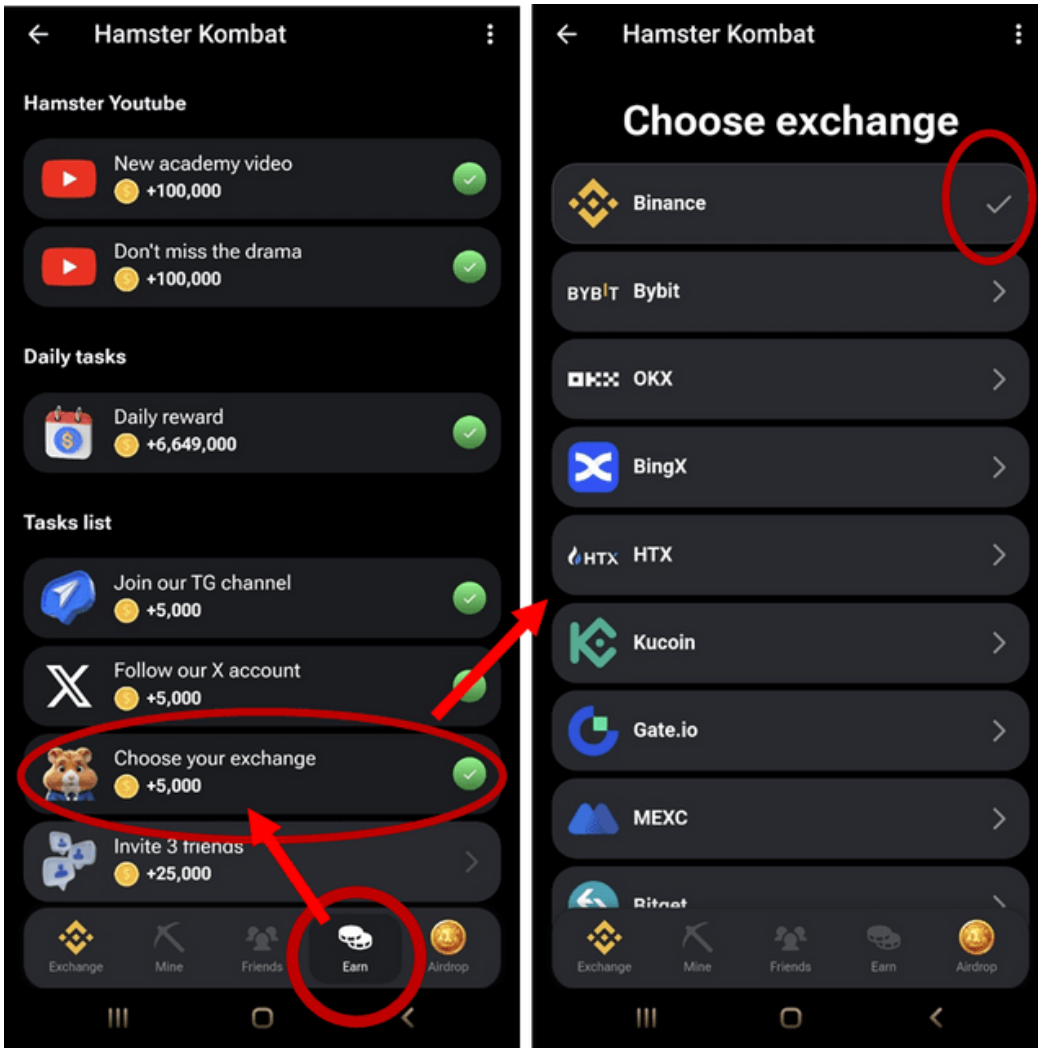 Hamster Kombat
Hamster Youtube
New academy video
+100,000
Don't miss the drama
+100,000
Daily tasks
Daily reward
+6,649,000
Tasks list
Join our TG channel
+5,000
Follow our X account
+5,000
Choose your exchange
+5,000
Invite 3 friends
+25,000
Exchange Mine Friends Earn Airdrop
Hamster Kombat
Choose exchange
Binance
BYBIT Bybit
OKX OKX
BingX
HTX HTX
Kucoin
Gate.io
MEXC
Bitget
Exchange Mine Friends Earn Airdrop